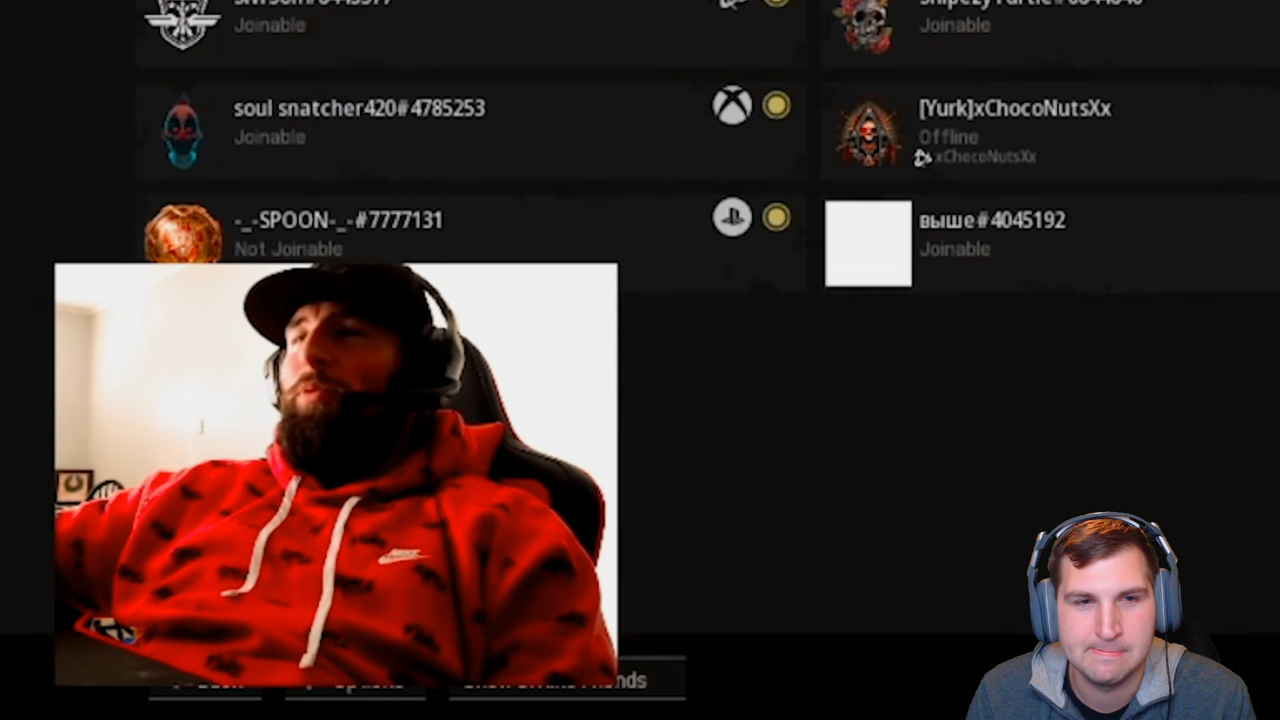 Joinable
Joinable
soul snatcher420#4785253
Joinable
[Yurk]xChocoNutsXx
Offline
xChocoNutsXx
-_-SPOON-_-#7777131
Not Joinable
выше#4045192
Joinable
NIKE